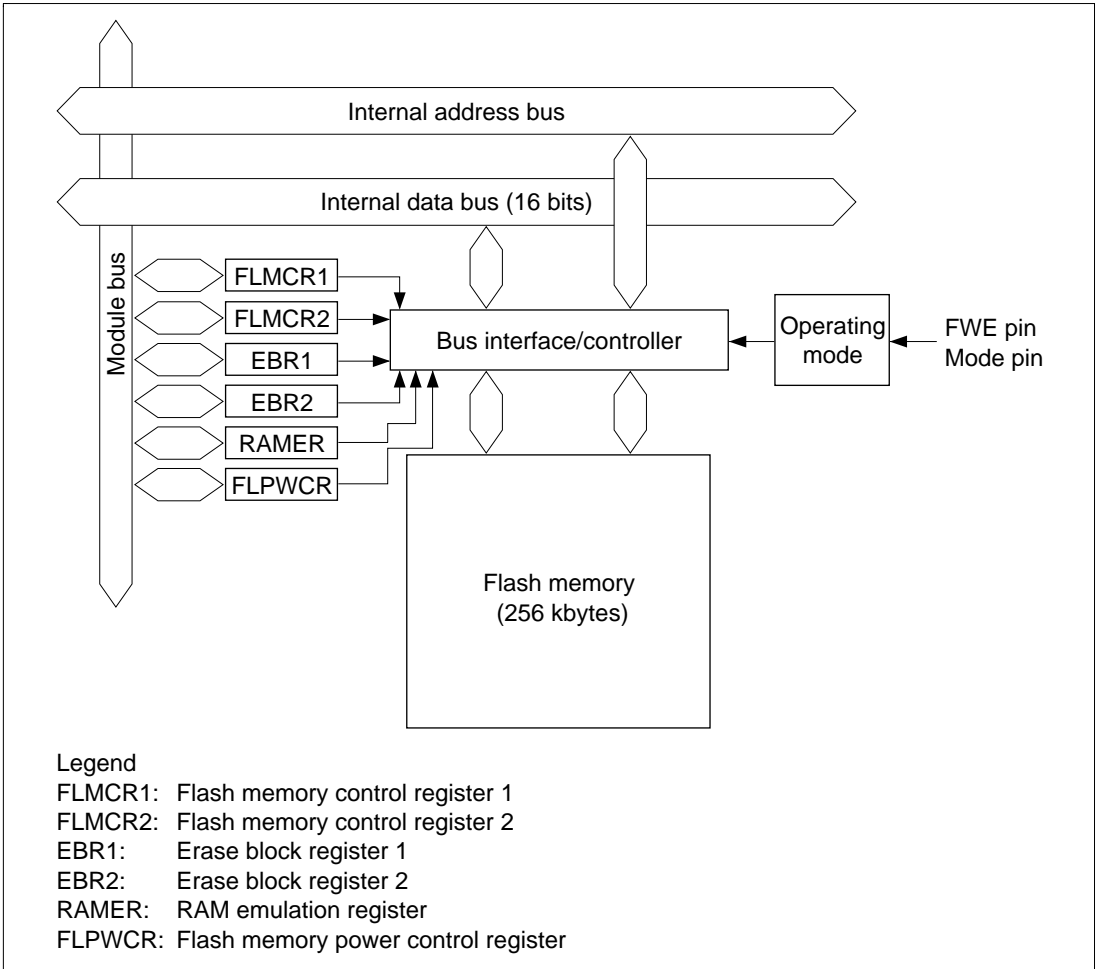 Internal address bus
Internal data bus (16 bits)
Module bus
FLMCR1
FLMCR2
EBR1
EBR2
RAMER
FLPWCR
Bus interface/controller
Operating
mode
FWE pin
Mode pin
Flash memory
(256 kbytes)
Legend
FLMCR1: Flash memory control register 1
FLMCR2: Flash memory control register 2
EBR1: Erase block register 1
EBR2: Erase block register 2
RAMER: RAM emulation register
FLPWCR: Flash memory power control register